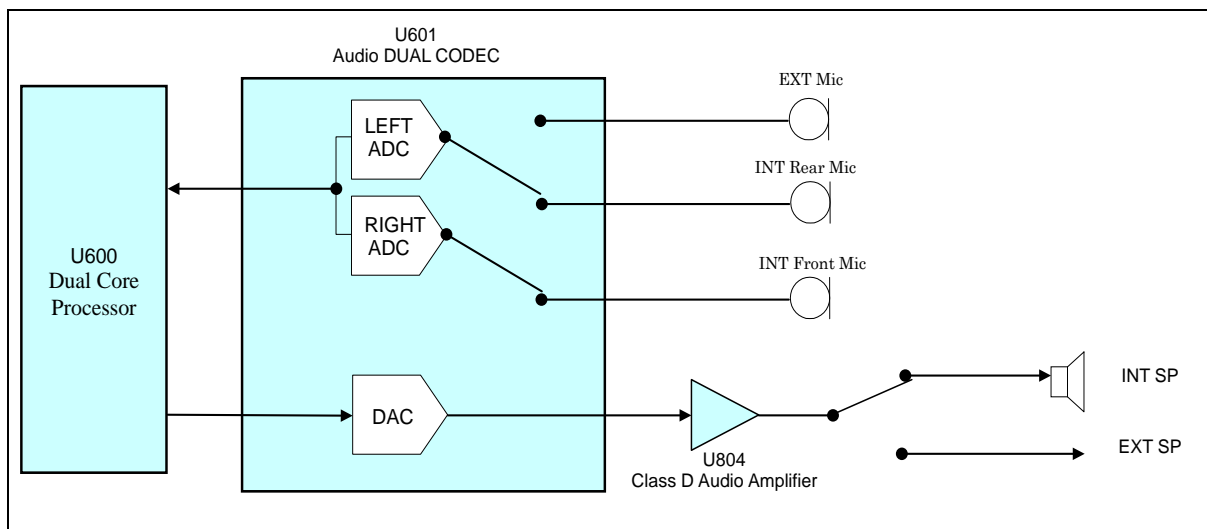 U601
Audio DUAL CODEC
EXT Mic
LEFT
ADC
INT Rear Mic
RIGHT
ADC
U600
Dual Core
Processor
INT Front Mic
DAC
INT SP
U804
Class D Audio Amplifier
EXT SP